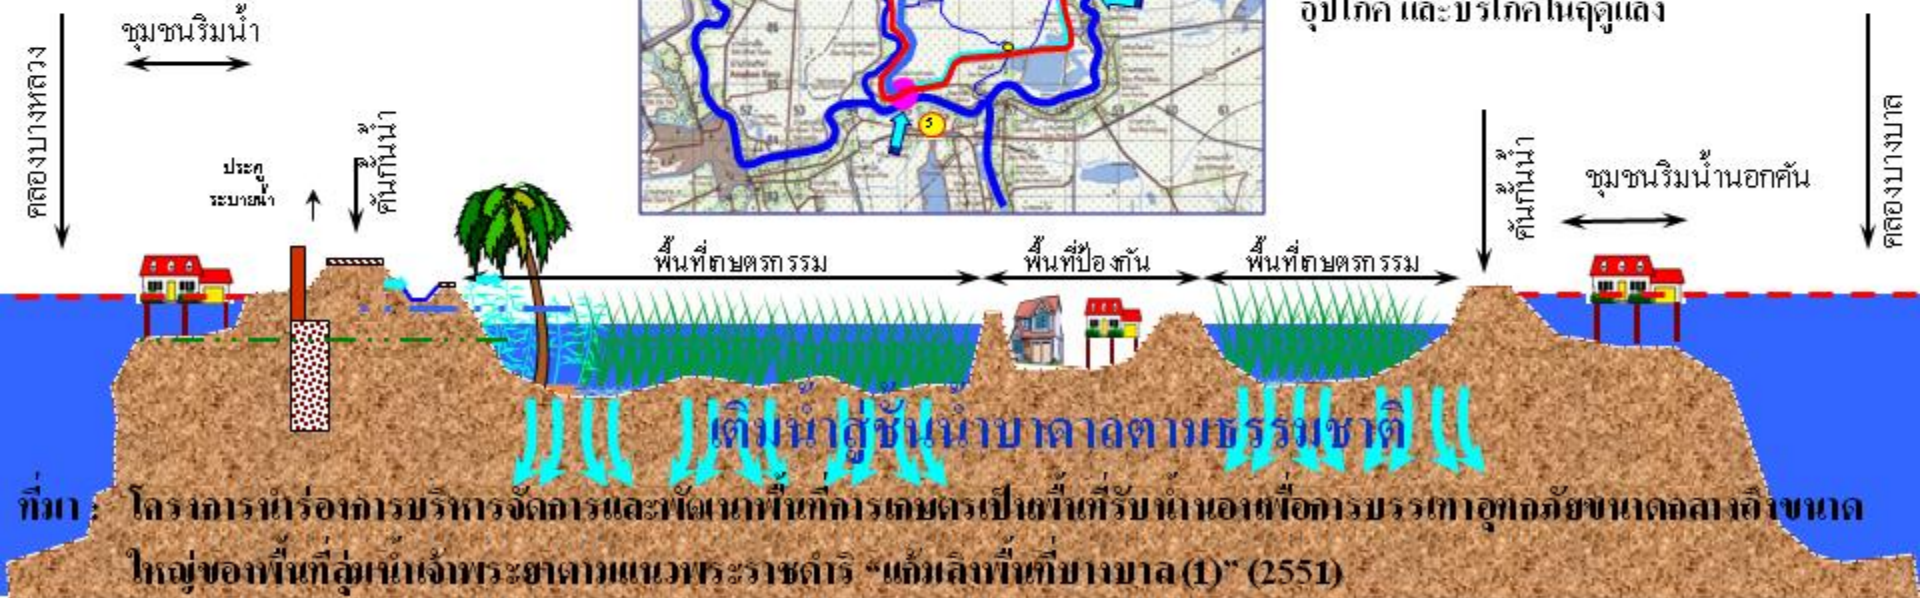 อุปโภค และบริโภคในฤดูแล้ง
ชุมชนริมน้ำ
คลองบางหลวง
คันกั้นน้ำ
ประตู
ระบายน้ำ
5
คันกั้นน้ำ
ชุมชนริมน้ำนอกคัน
คลองบางบาล
พื้นที่เกษตรกรรม
พื้นที่ป้องกัน
พื้นที่เกษตรกรรม
เติมน้ำสู่ชั้นน้ำบาดาลตามธรรมชาติ
ที่มา : โครงการนำร่องการบริหารจัดการและพัฒนาพื้นที่การเกษตรเป็นพื้นที่รับน้ำนองเพื่อการบรรเทาอุทกภัยขนาดกลางถึงขนาด
ใหญ่ของพื้นที่ลุ่มน้ำเจ้าพระยาตามแนวพระราชดำริ “แก้มลิงพื้นที่บางบาล (1)” (2551)